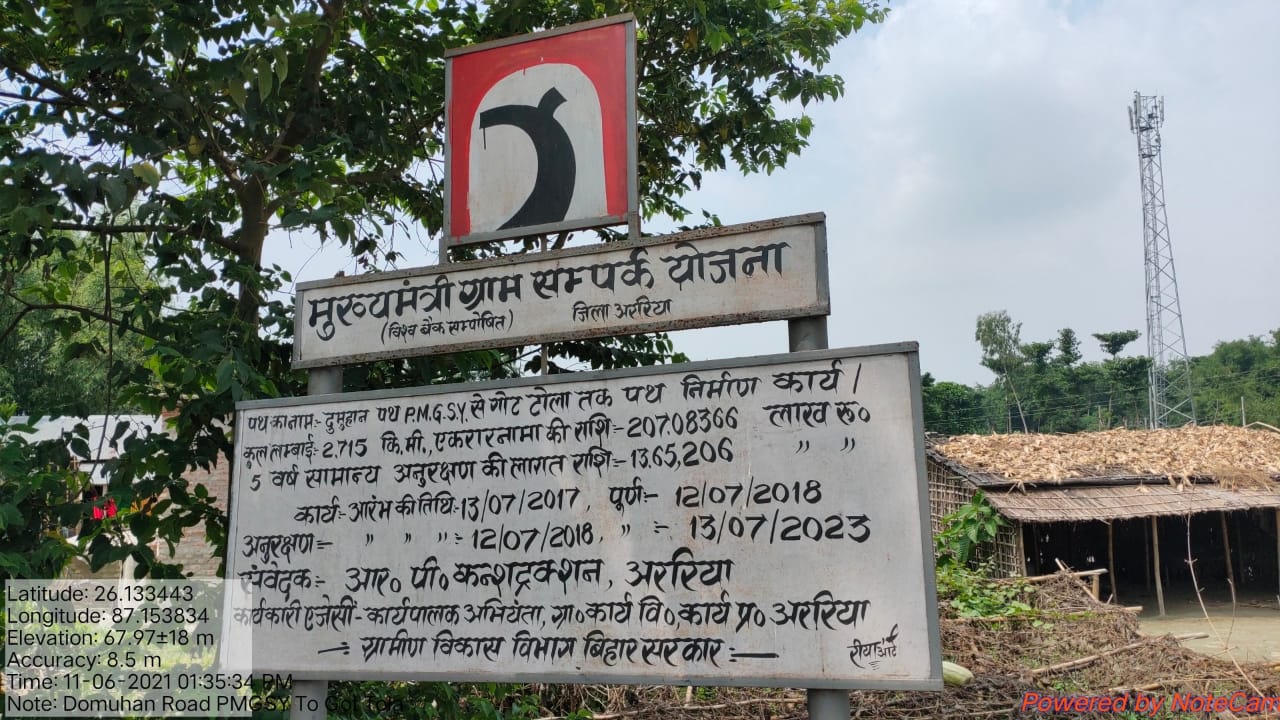 मुख्यमंत्री ग्राम सम्पर्क योजना
(विश्व बैंक सम्पोषित) जिला अररिया
पथ का नाम:- दुमुहान पथ P.M.G.S.Y. से गोट टोला तक पथ निर्माण कार्य।
कुल लम्बाई:- 2.715 कि.मी., एकरारनामा की राशि:-207.08366 लाख रू०
5 वर्ष सामान्य अनुरक्षण की लागत राशि:-13,65,206 " "
कार्य:- आरंभ की तिथि:-13/07/2017, पूर्ण:- 12/07/2018
अनुरक्षण:- " " " :- 12/07/2018, " :- 13/07/2023
संवेदक:- आर० पी० कन्शट्रक्शन, अररिया
कार्यकारी एजेंसी- कार्यपालक अभियंता, ग्रा० कार्य वि०, कार्य प्र० अररिया
-:- ग्रामीण विकास विभाग बिहार सरकार:-
रीया आर्ट
Latitude: 26.133443
Longitude: 87.153834
Elevation: 67.97±18 m
Accuracy: 8.5 m
Time: 11-06-2021 01:35:34 PM
Note: Domuhan Road PMGSY To Got Tola
Powered by NoteCam